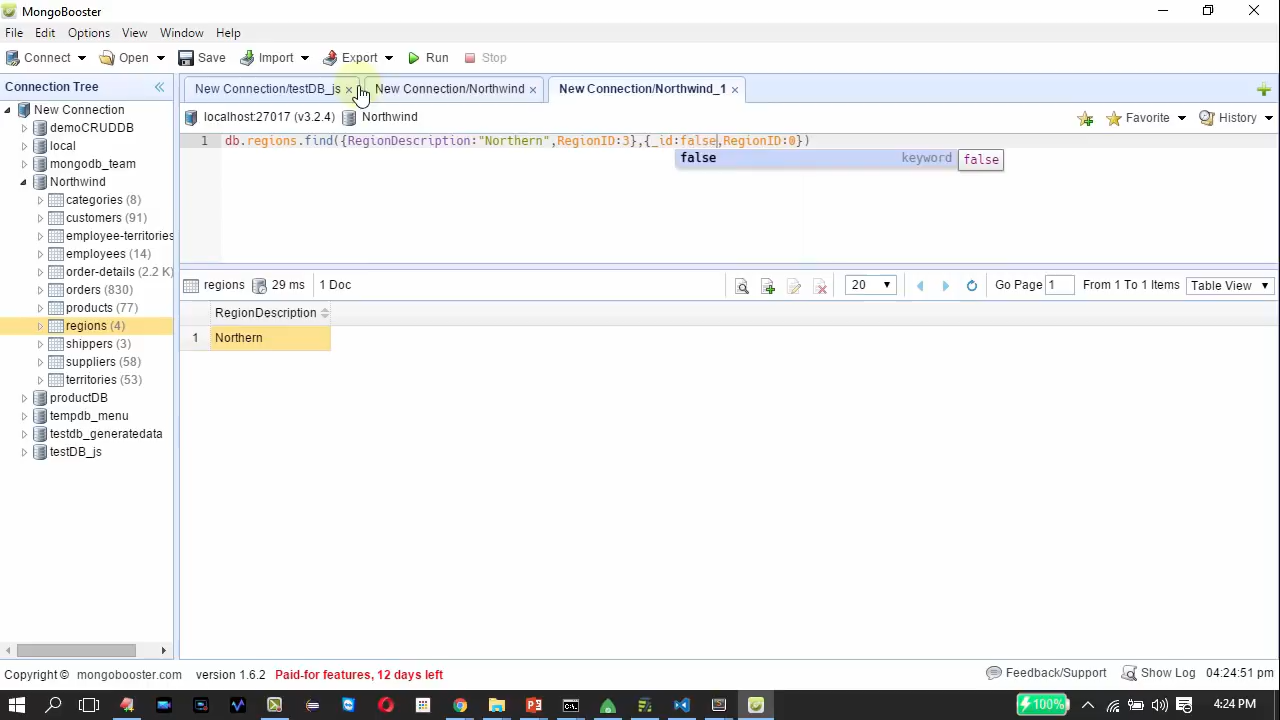 MongoBooster
File Edit Options View Window Help
Connect Open Save Import Export Run Stop
Connection Tree
New Connection
demoCRUDDB
local
mongodb_team
Northwind
categories (8)
customers (91)
employee-territories
employees (14)
order-details (2.2 K)
orders (830)
products (77)
regions (4)
shippers (3)
suppliers (58)
territories (53)
productDB
tempdb_menu
testdb_generatedata
testDB_js
New Connection/testDB_js × New Connection/Northwind × New Connection/Northwind_1 ×
localhost:27017 (v3.2.4) Northwind Favorite History
1 db.regions.find({RegionDescription:"Northern",RegionID:3},{_id:false,RegionID:0})
false keyword false
regions 29 ms 1 Doc 20 Go Page 1 From 1 To 1 Items Table View
RegionDescription
1 Northern
Copyright © mongobooster.com version 1.6.2 Paid-for features, 12 days left Feedback/Support Show Log 04:24:51 pm
100% 4:24 PM